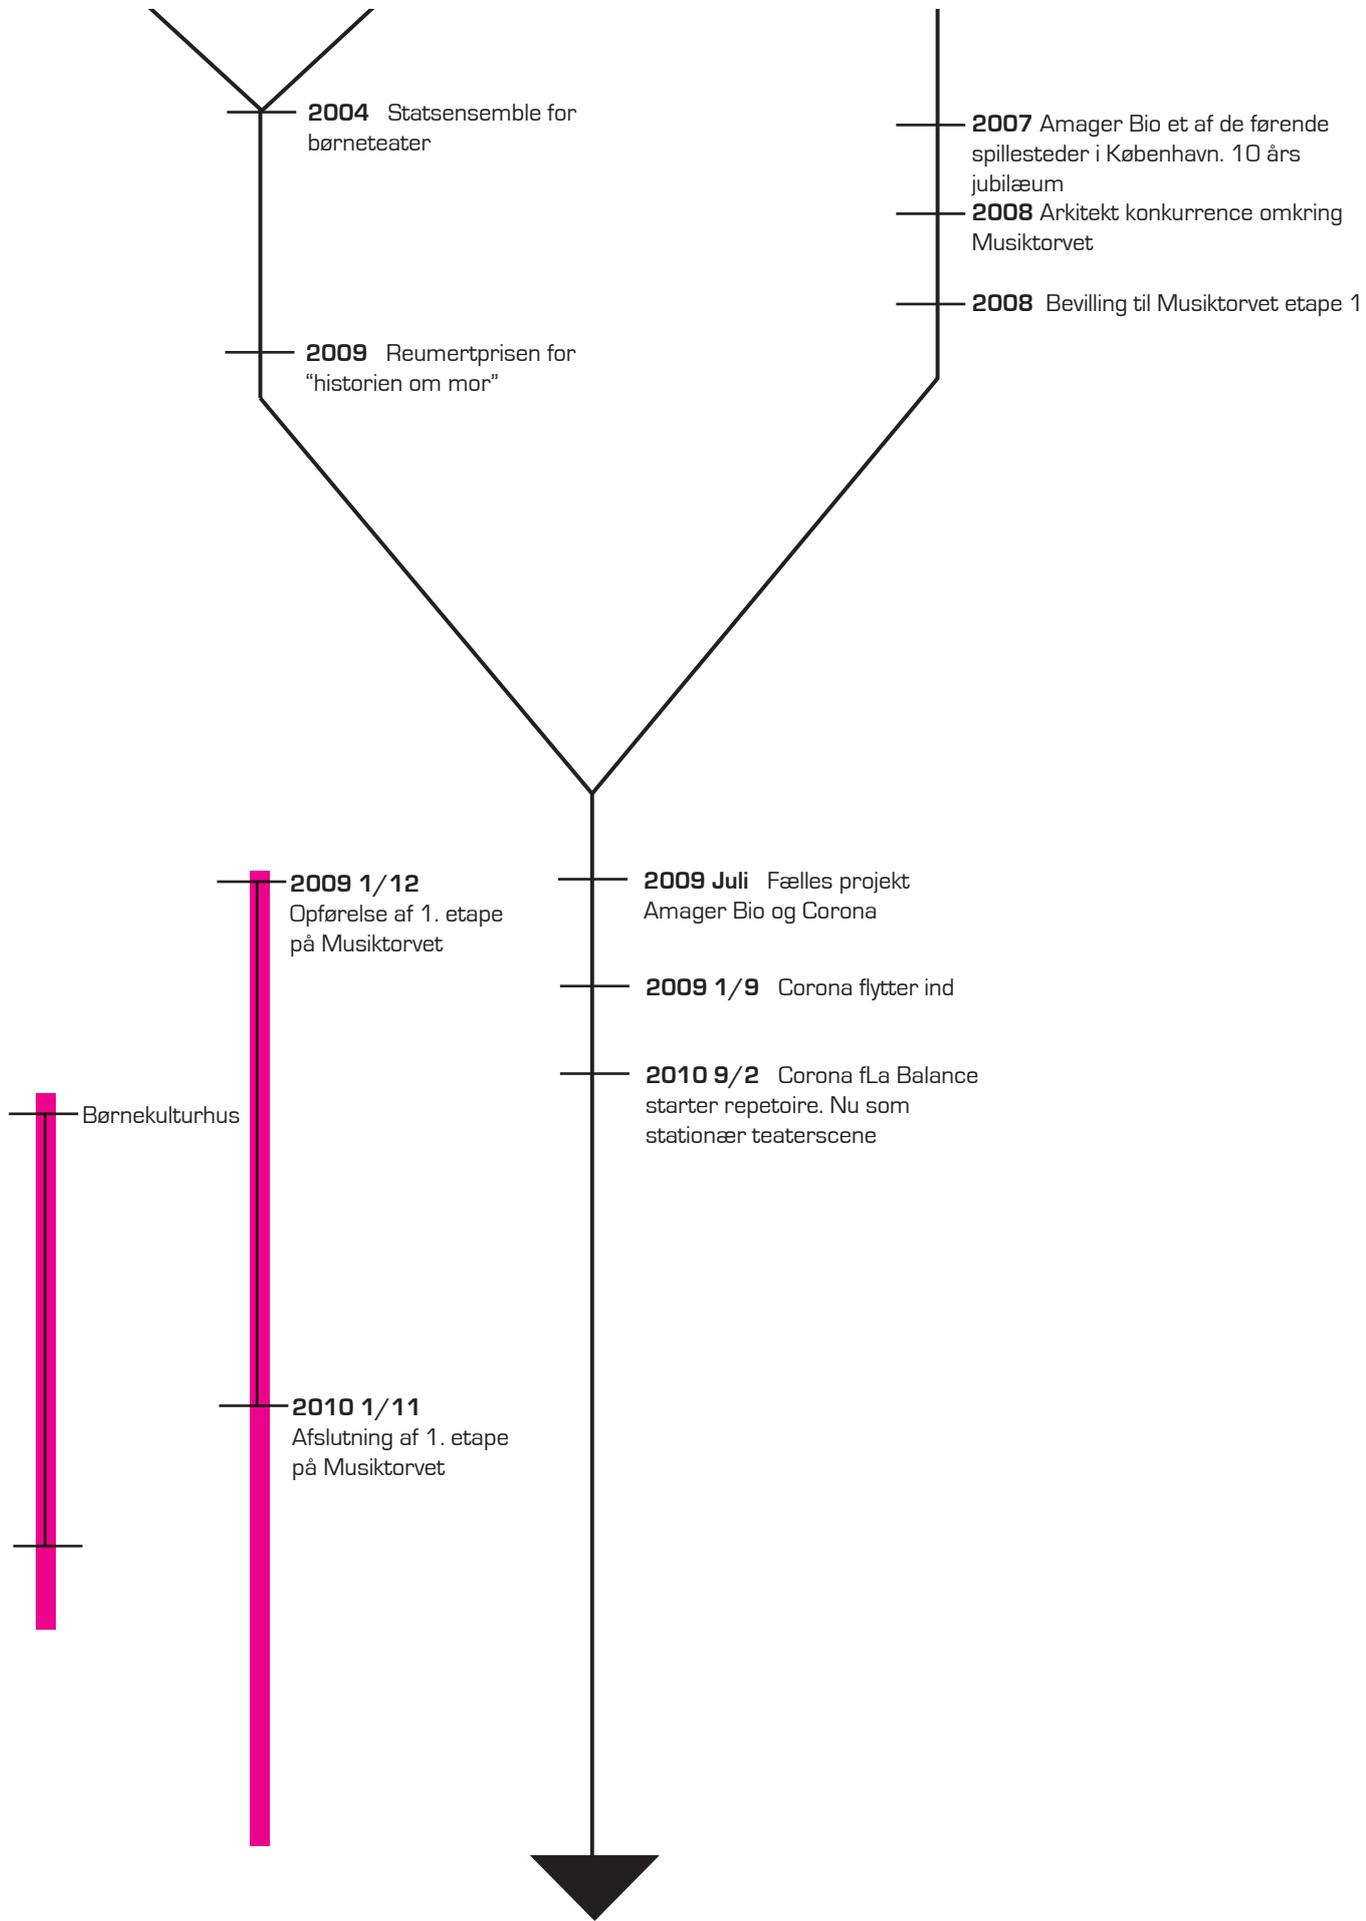 2004 Statsensemble for
børneteater
2009 Reumertprisen for
“historien om mor”
2007 Amager Bio et af de førende
spillesteder i København. 10 års
jubilæum
2008 Arkitekt konkurrence omkring
Musiktorvet
2008 Bevilling til Musiktorvet etape 1
2009 Juli Fælles projekt
Amager Bio og Corona
2009 1/9 Corona flytter ind
2010 9/2 Corona fLa Balance
starter repetoire. Nu som
stationær teaterscene
2009 1/12
Opførelse af 1. etape
på Musiktorvet
2010 1/11
Afslutning af 1. etape
på Musiktorvet
Børnekulturhus